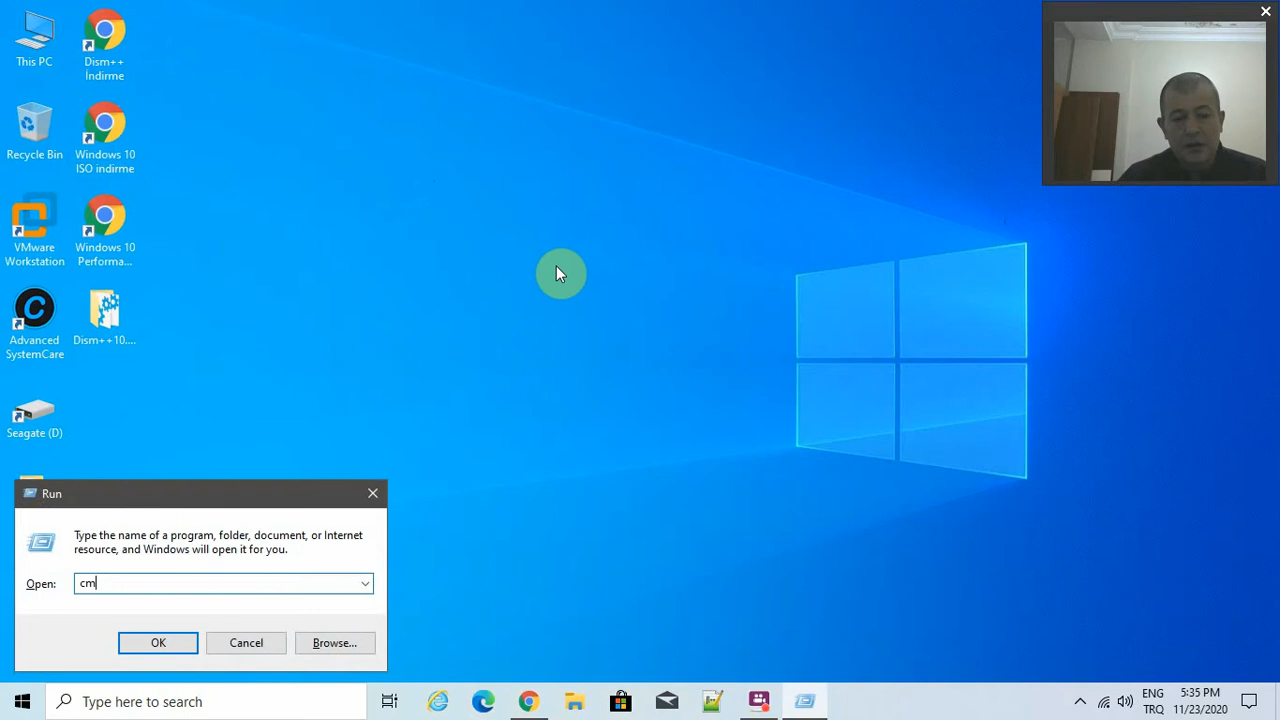 This PC
Dism++
İndirme
Recycle Bin
Windows 10
ISO indirme
VMware
Workstation
Windows 10
Performa...
Advanced
SystemCare
Dism++10....
Seagate (D)
Run
Type the name of a program, folder, document, or Internet
resource, and Windows will open it for you.
Open:
cm
OK
Cancel
Browse...
Type here to search
ENG
TRQ
5:35 PM
11/23/2020